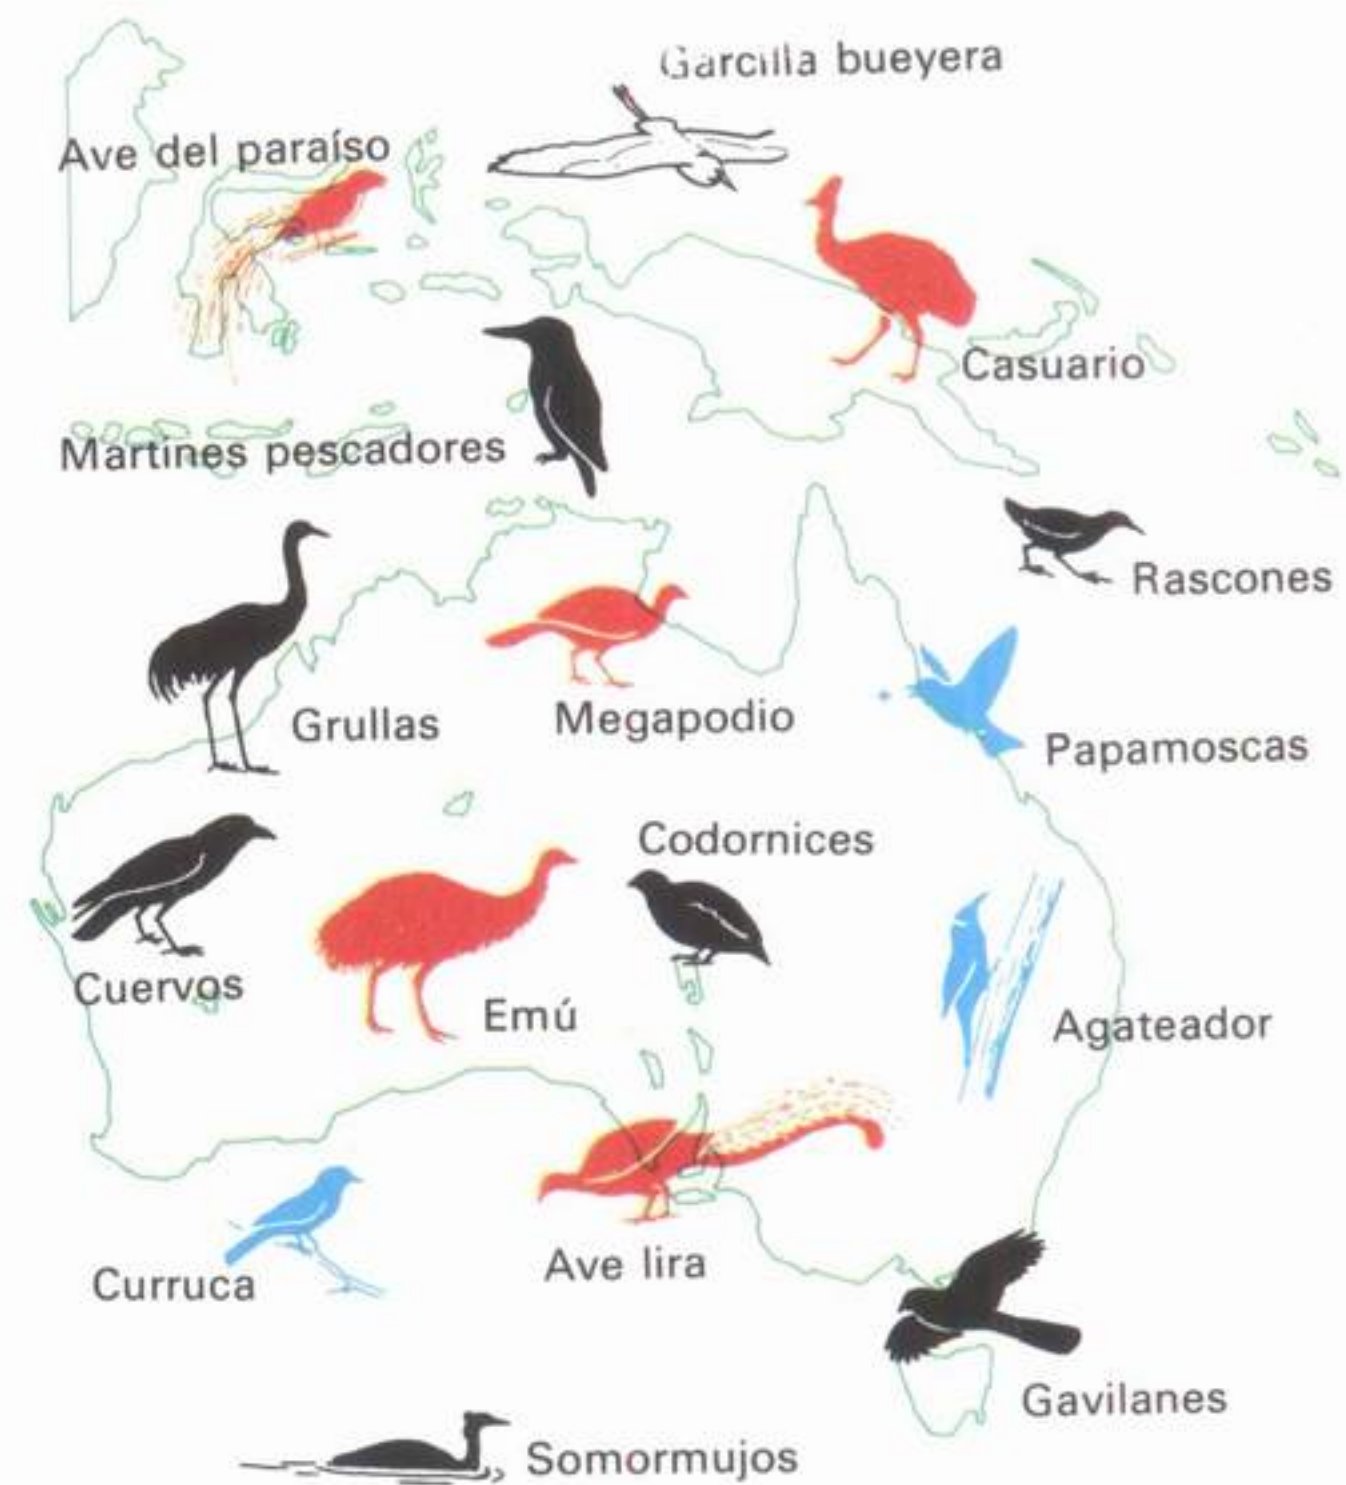 Garcilla bueyera
Ave del paraíso
Casuario
Martines pescadores
Rascones
Grullas
Megapodio
Papamoscas
Codornices
Cuervos
Emú
Agateador
Curruca
Ave lira
Gavilanes
Somormujos